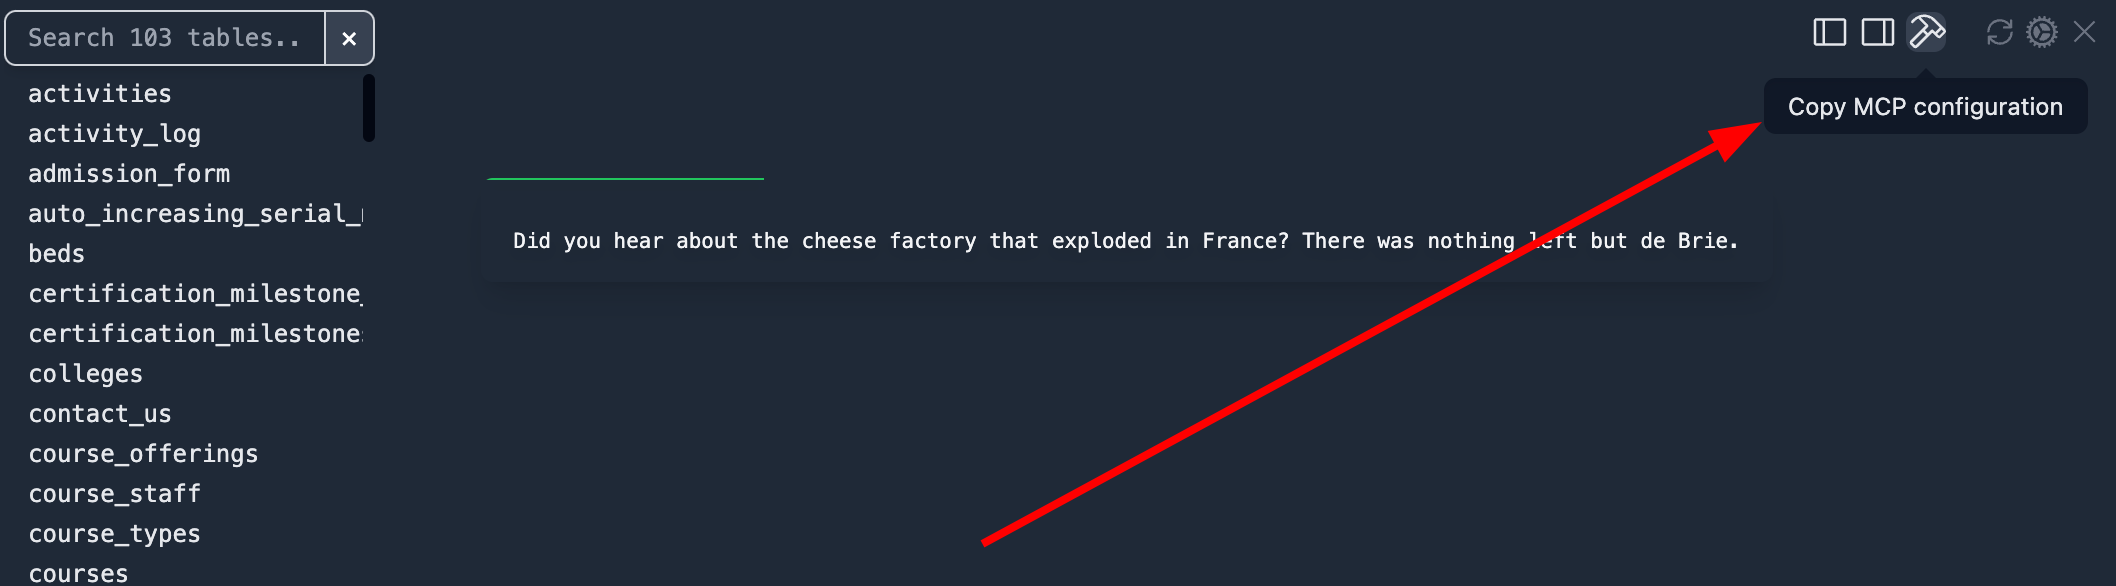 Search 103 tables..
×
Copy MCP configuration
activities
activity_log
admission_form
auto_increasing_serial_
beds
certification_milestone_
certification_milestone
colleges
contact_us
course_offerings
course_staff
course_types
courses
Did you hear about the cheese factory that exploded in France? There was nothing left but de Brie.